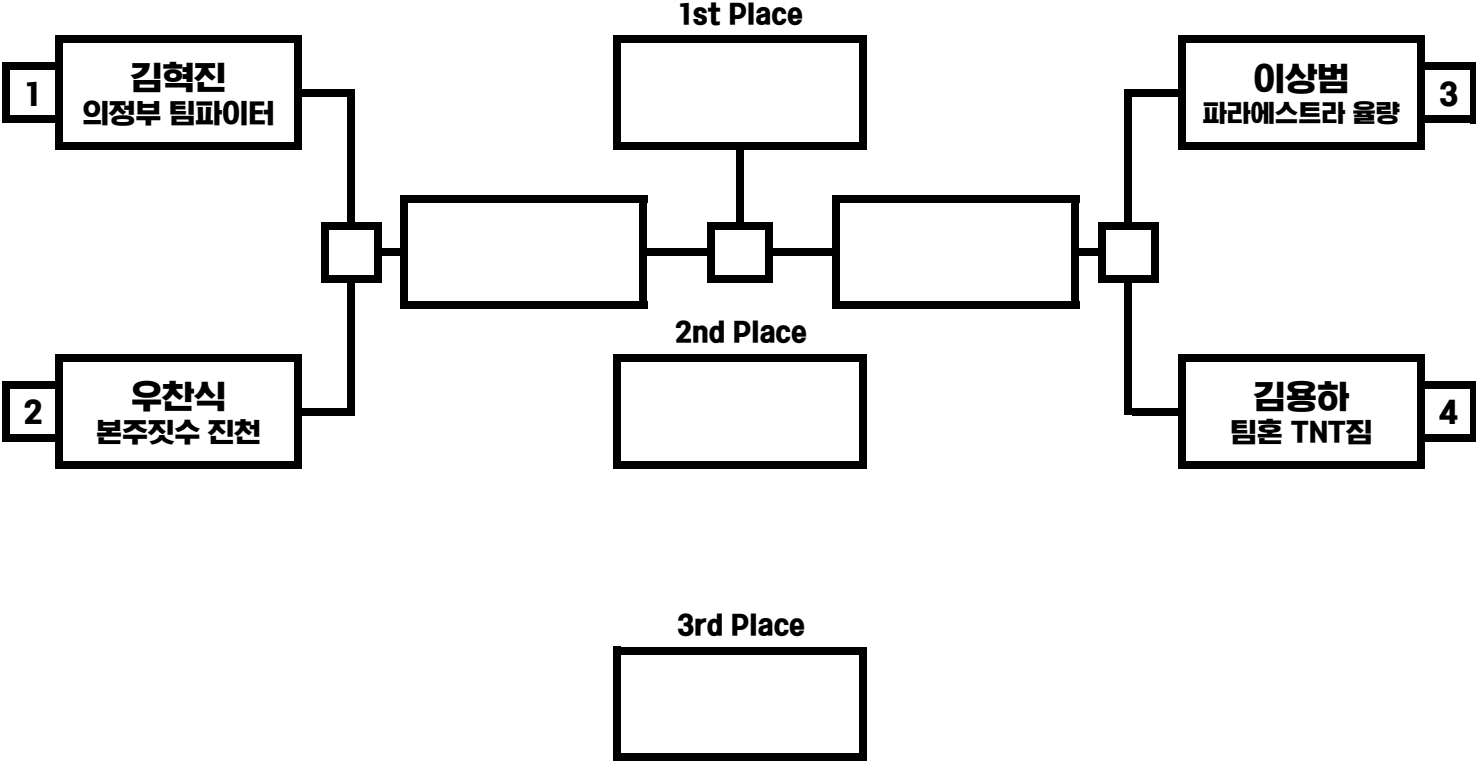 1st Place
1
김혁진
의정부 팀파이터
이상범
파라에스트라 율량
3
2nd Place
2
우찬식
본주짓수 진천
김용하
팀혼 TNT짐
4
3rd Place